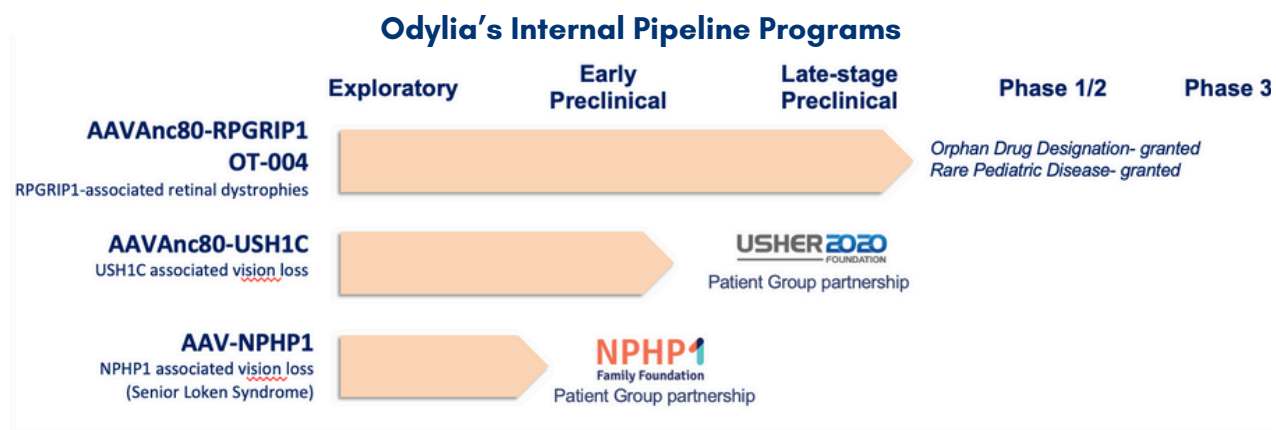 Odylia's Internal Pipeline Programs
Exploratory
Early
Preclinical
Late-stage
Preclinical
Phase 1/2
Phase 3
AAVAnc80-RPGRIP1
OT-004
RPGRIP1-associated retinal dystrophies
Orphan Drug Designation- granted
Rare Pediatric Disease- granted
AAVAnc80-USH1C
USH1C associated vision loss
USHER 2020
FOUNDATION
Patient Group partnership
AAV-NPHP1
NPHP1 associated vision loss
(Senior Loken Syndrome)
NPHP1
Family Foundation
Patient Group partnership